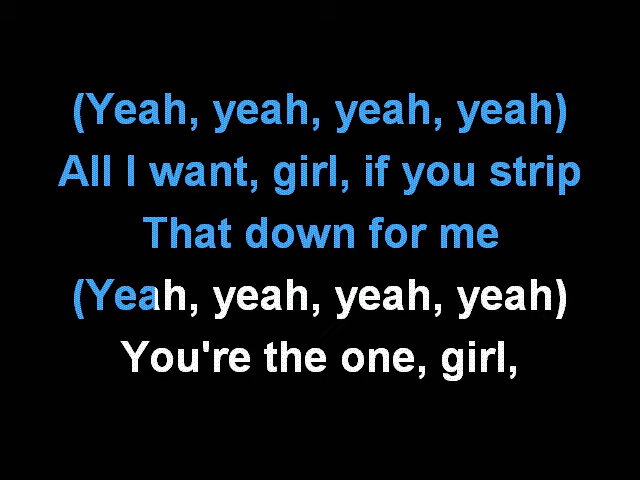 (Yeah, yeah, yeah, yeah)
All I want, girl, if you strip
That down for me
(Yeah, yeah, yeah, yeah)
You're the one, girl,